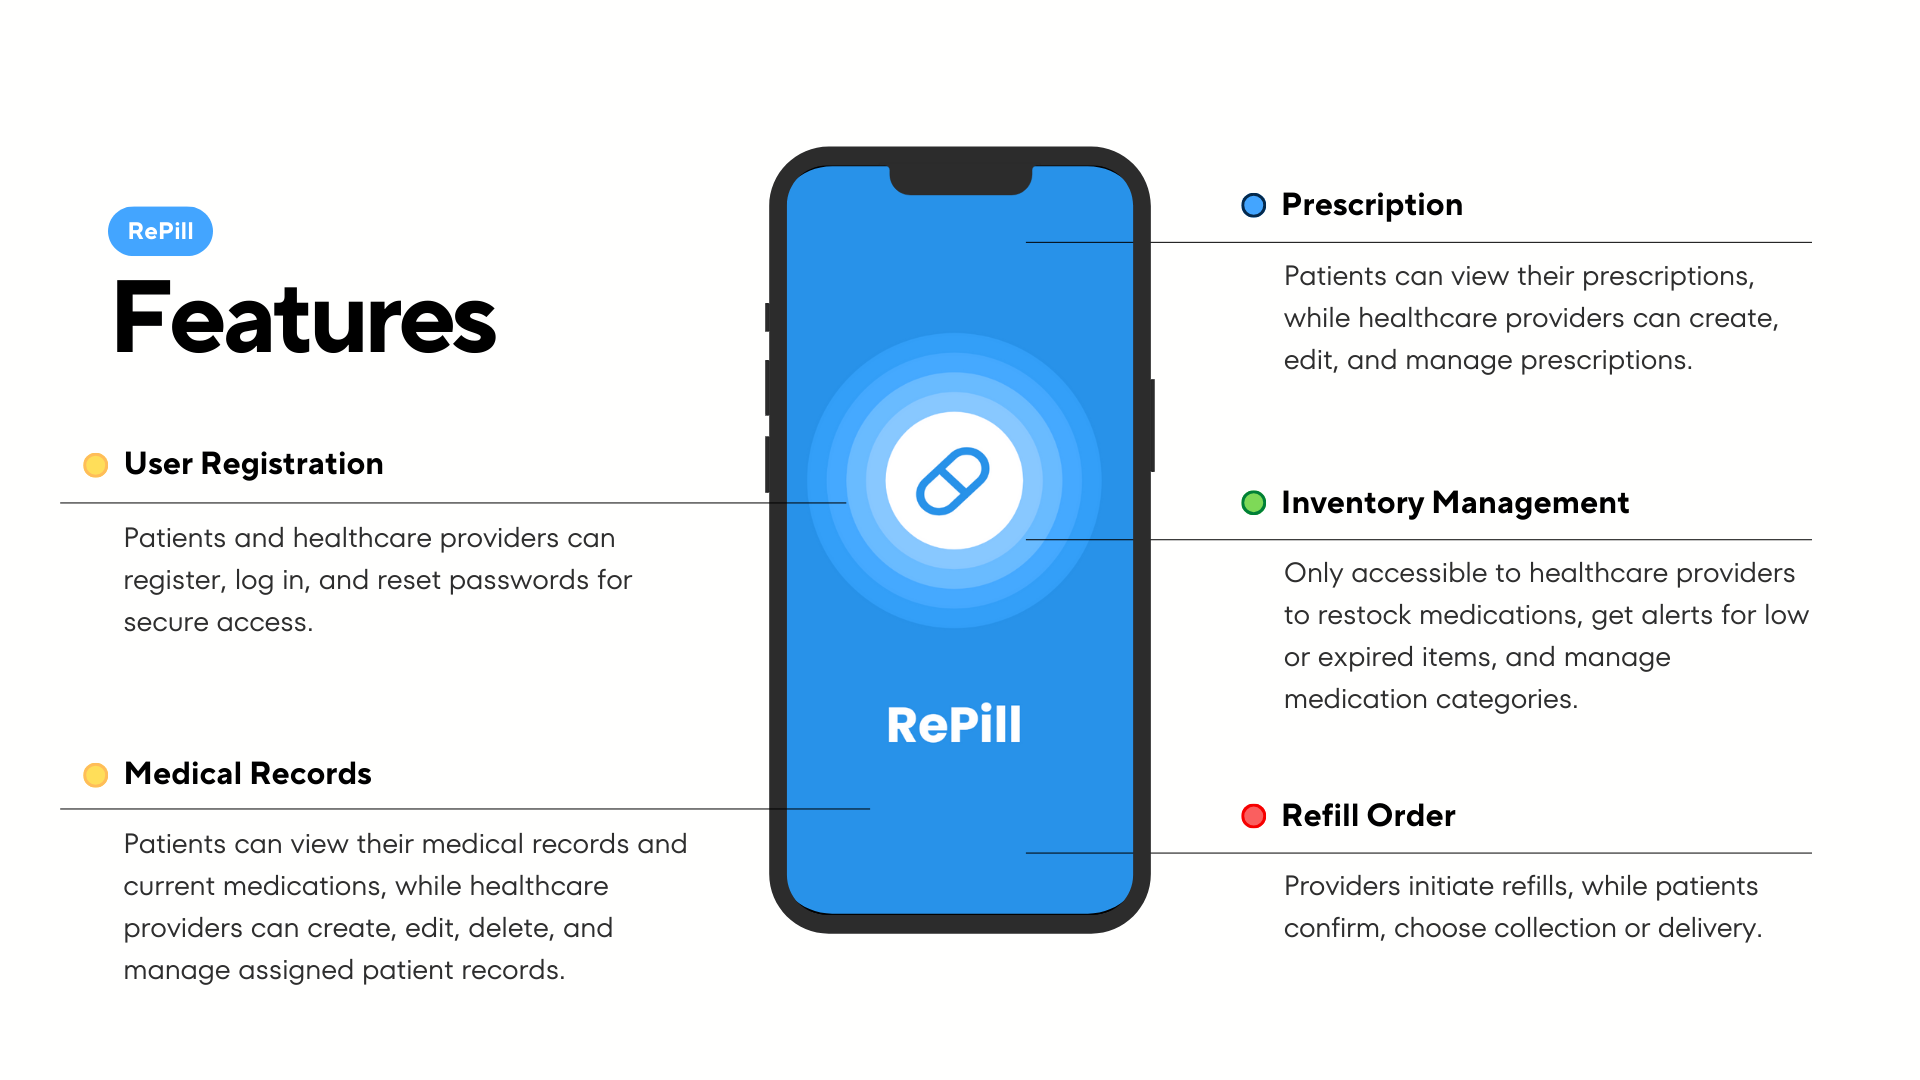 RePill
Features
User Registration
Patients and healthcare providers can
register, log in, and reset passwords for
secure access.
Medical Records
Patients can view their medical records and
current medications, while healthcare
providers can create, edit, delete, and
manage assigned patient records.
RePill
Prescription
Patients can view their prescriptions,
while healthcare providers can create,
edit, and manage prescriptions.
Inventory Management
Only accessible to healthcare providers
to restock medications, get alerts for low
or expired items, and manage
medication categories.
Refill Order
Providers initiate refills, while patients
confirm, choose collection or delivery.